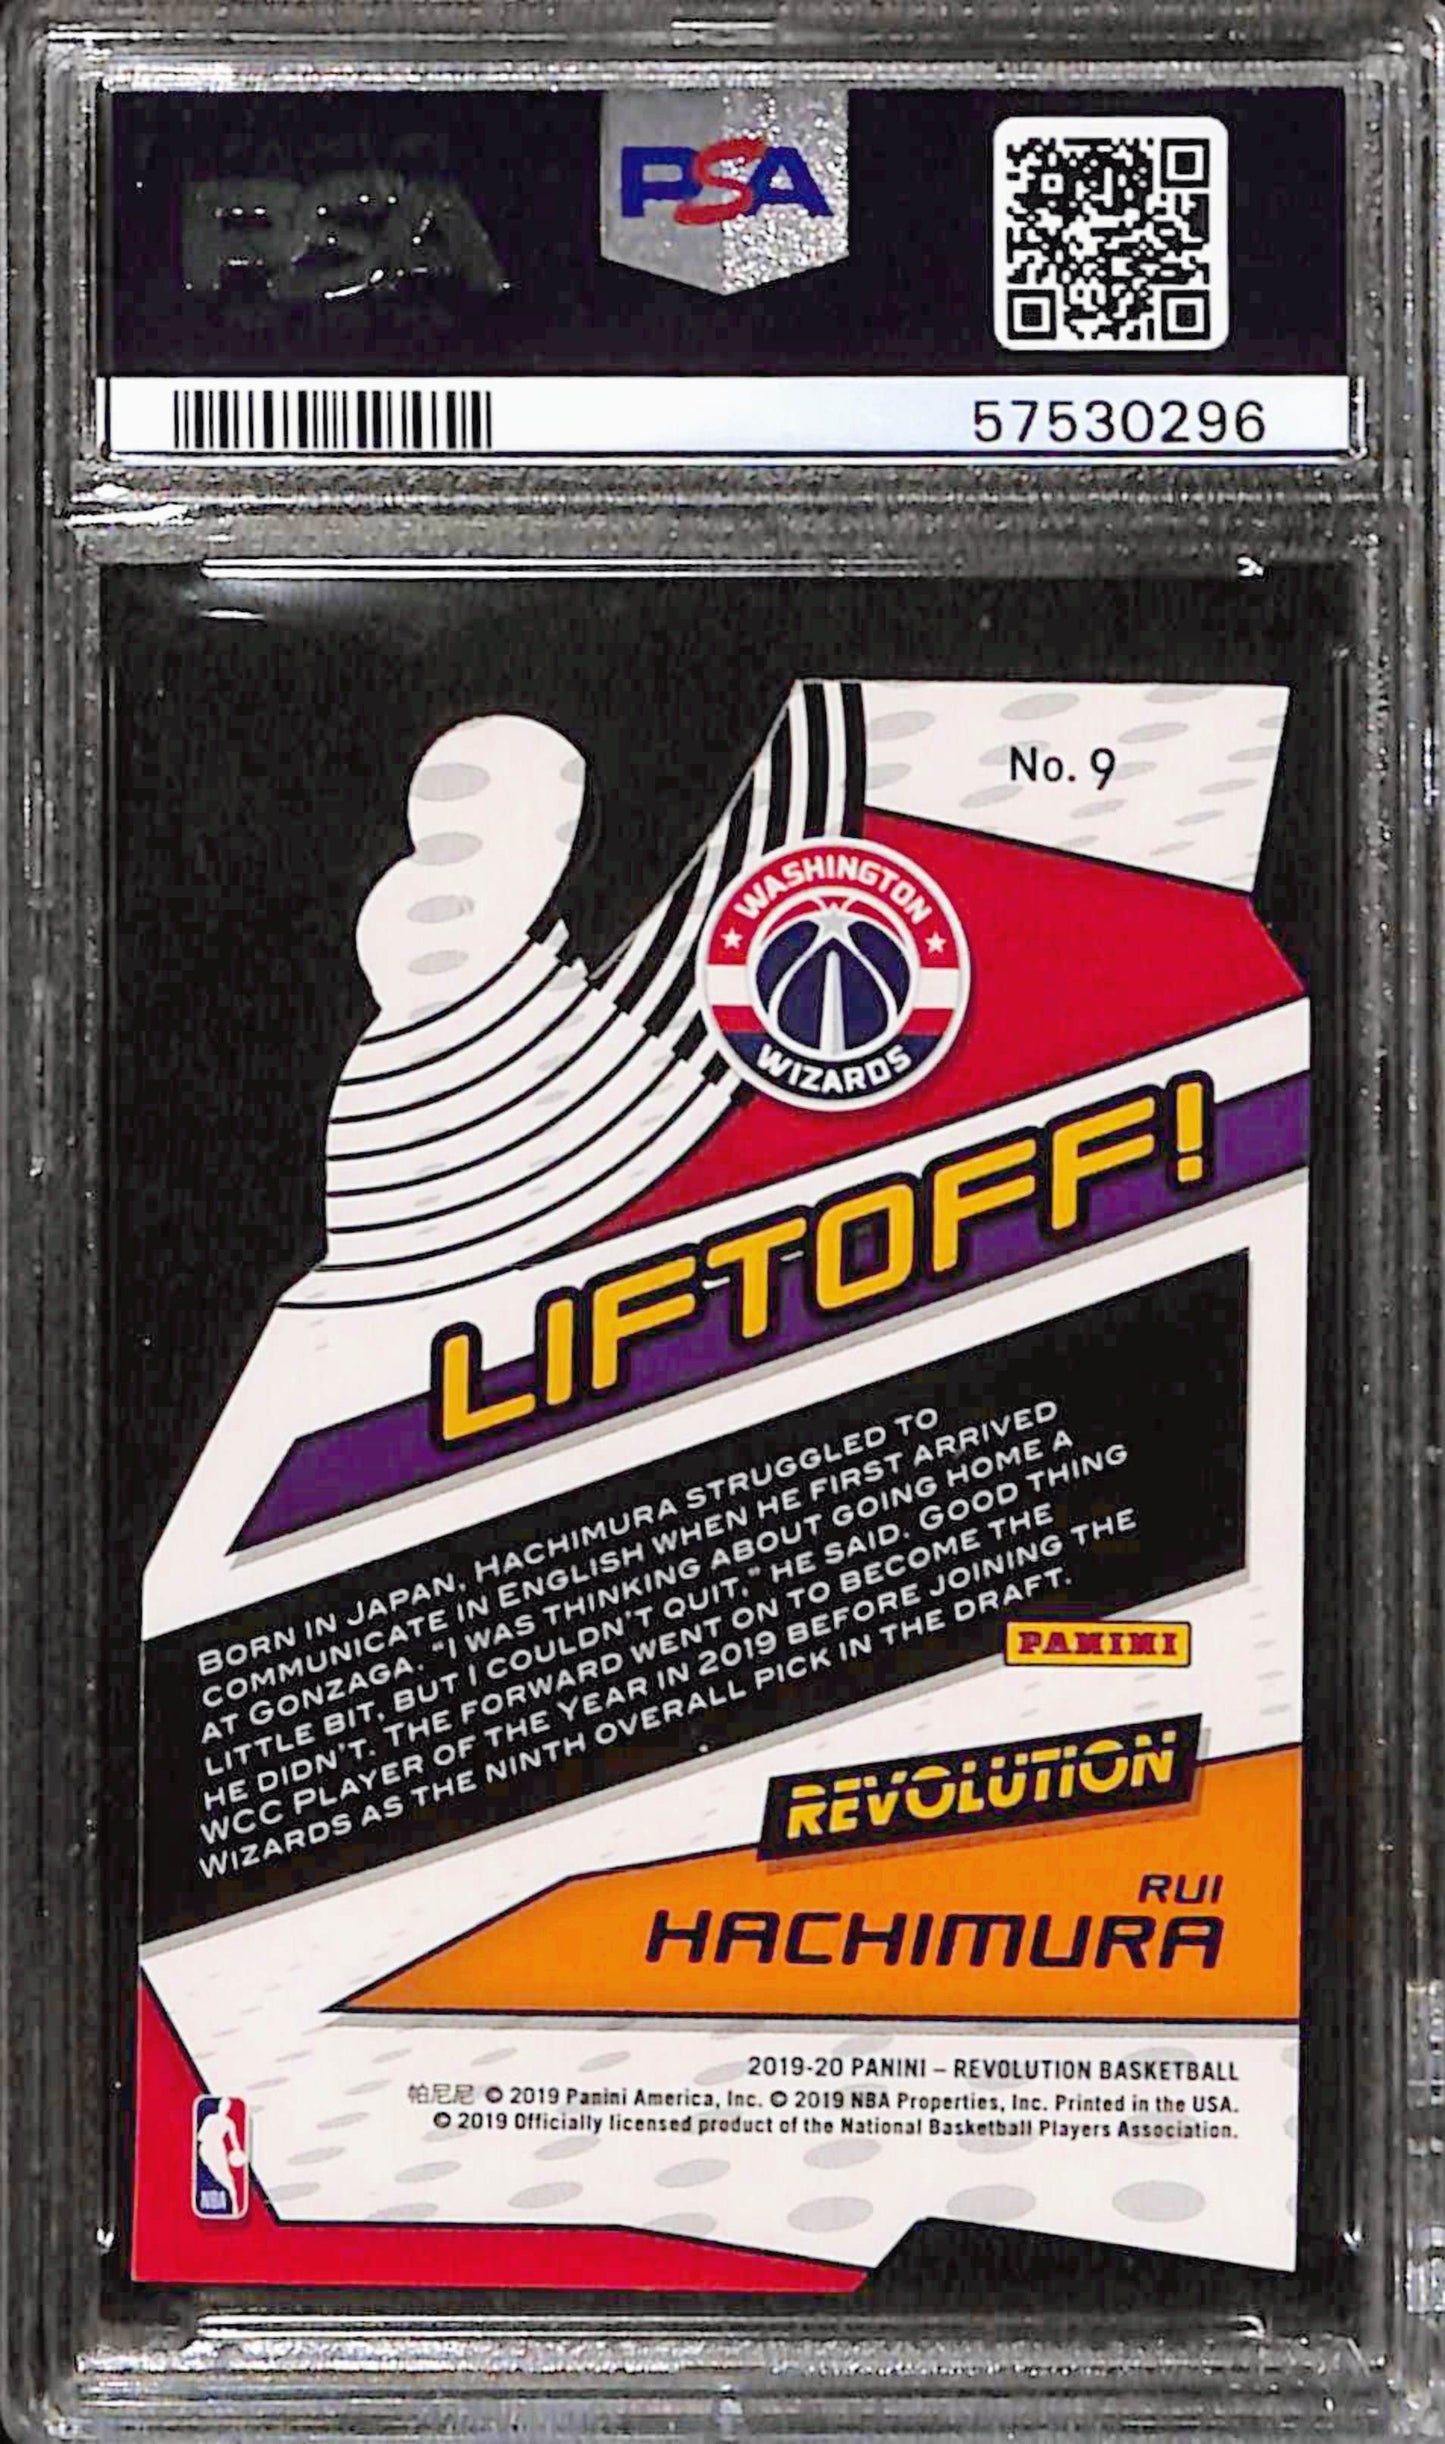 PSA
PSA
57530296
No. 9
WASHINGTON
WIZARDS
LIFTOFF!
BORN IN JAPAN, HACHIMURA STRUGGLED TO
COMMUNICATE IN ENGLISH WHEN HE FIRST ARRIVED
AT GONZAGA. "I WAS THINKING ABOUT GOING HOME A
LITTLE BIT, BUT I COULDN'T QUIT," HE SAID. GOOD THING
HE DIDN'T. THE FORWARD WENT ON TO BECOME THE
WCC PLAYER OF THE YEAR IN 2019 BEFORE JOINING THE
WIZARDS AS THE NINTH OVERALL PICK IN THE DRAFT.
PANINI
REVOLUTION
RUI
HACHIMURA
2019-20 PANINI – REVOLUTION BASKETBALL
帕尼尼 © 2019 Panini America, Inc. © 2019 NBA Properties, Inc. Printed in the USA.
© 2019 Officially licensed product of the National Basketball Players Association.
NBA